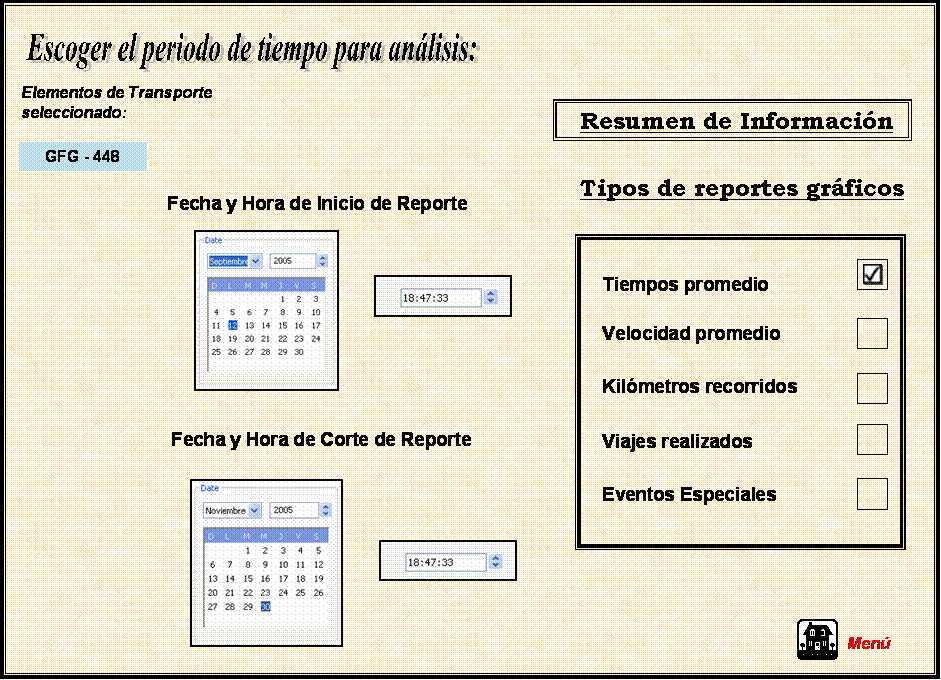 Escoger el periodo de tiempo para análisis:
Elementos de Transporte
seleccionado:
GFG - 448
Resumen de Información
Tipos de reportes gráficos
Fecha y Hora de Inicio de Reporte
Date
Septiembre 2005
D L M M J V S
1 2 3
4 5 6 7 8 9 10
11 12 13 14 15 16 17
18 19 20 21 22 23 24
25 26 27 28 29 30
18:47:33
Tiempos promedio
Velocidad promedio
Kilómetros recorridos
Viajes realizados
Eventos Especiales
Fecha y Hora de Corte de Reporte
Date
Noviembre 2005
D L M M J V S
1 2 3 4 5
6 7 8 9 10 11 12
13 14 15 16 17 18 19
20 21 22 23 24 25 26
27 28 29 30
18:47:33
Menú